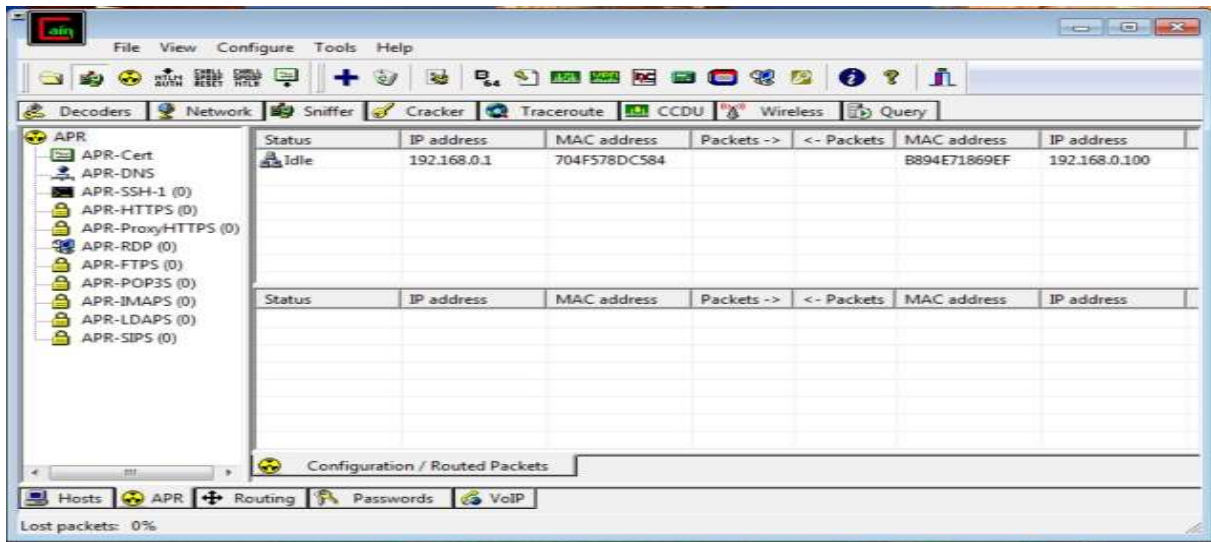 Cain
File View Configure Tools Help
Decoders Network Sniffer Cracker Traceroute CCDU Wireless Query
APR
APR-Cert
APR-DNS
APR-SSH-1 (0)
APR-HTTPS (0)
APR-ProxyHTTPS (0)
APR-RDP (0)
APR-FTPS (0)
APR-POP3S (0)
APR-IMAPS (0)
APR-LDAPS (0)
APR-SIPS (0)
Status IP address MAC address Packets -> <- Packets MAC address IP address
Idle 192.168.0.1 704F578DC584 B894E71869EF 192.168.0.100
Status IP address MAC address Packets -> <- Packets MAC address IP address
Configuration / Routed Packets
Hosts APR Routing Passwords VoIP
Lost packets: 0%